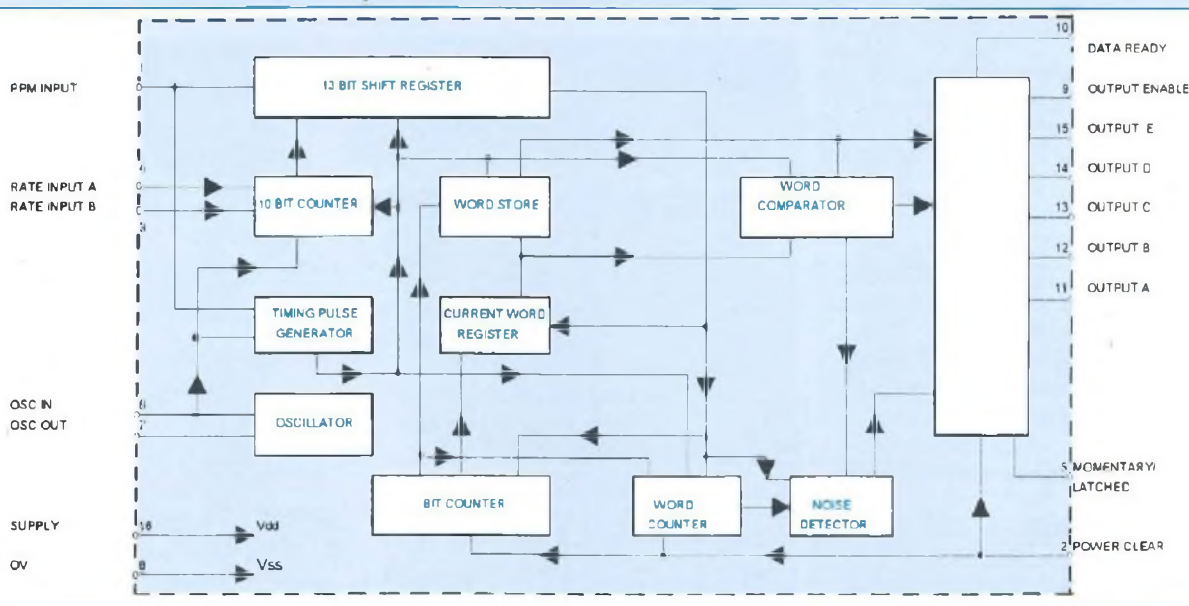 10
DATA READY
PPM INPUT
13 BIT SHIFT REGISTER
9 OUTPUT ENABLE
15 OUTPUT E
14 OUTPUT D
RATE INPUT A
RATE INPUT B
3
10 BIT COUNTER
WORD STORE
WORD
COMPARATOR
13 OUTPUT C
12 OUTPUT B
11 OUTPUT A
TIMING PULSE
GENERATOR
CURRENT WORD
REGISTER
OSC IN
OSC OUT
6
7
OSCILLATOR
5 MOMENTARY/
LATCHED
BIT COUNTER
WORD
COUNTER
NOISE
DETECTOR
SUPPLY
16
Vdd
2 POWER CLEAR
OV
8
Vss